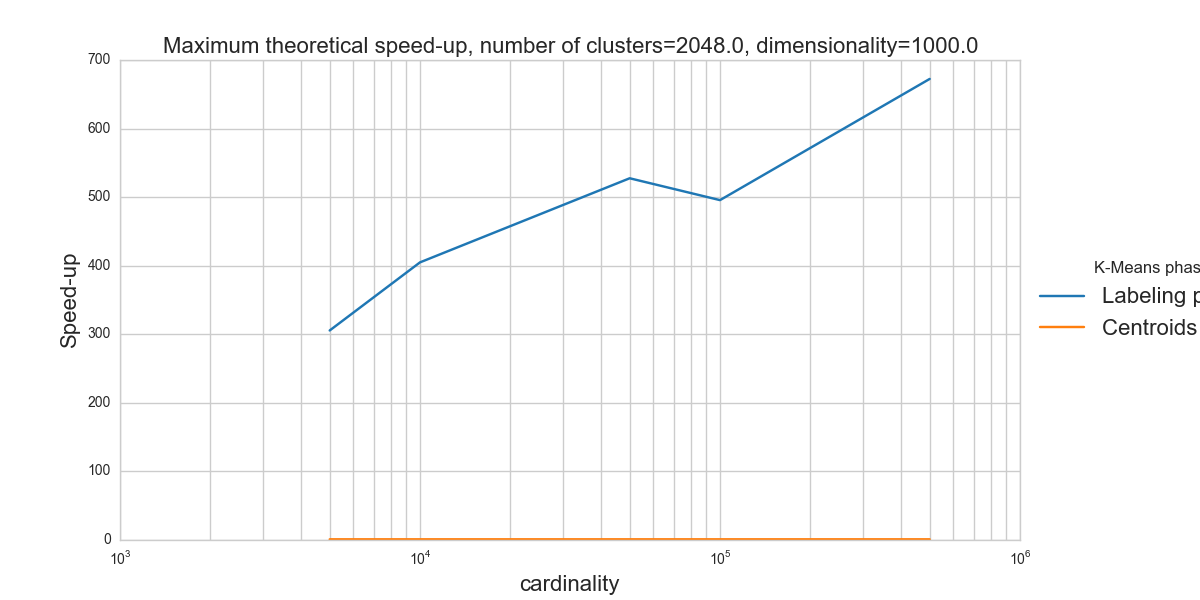 Maximum theoretical speed-up, number of clusters=2048.0, dimensionality=1000.0
700
600
500
400
300
200
100
0
Speed-up
10³
10⁴
10⁵
10⁶
cardinality
K-Means phas
Labeling p
Centroids